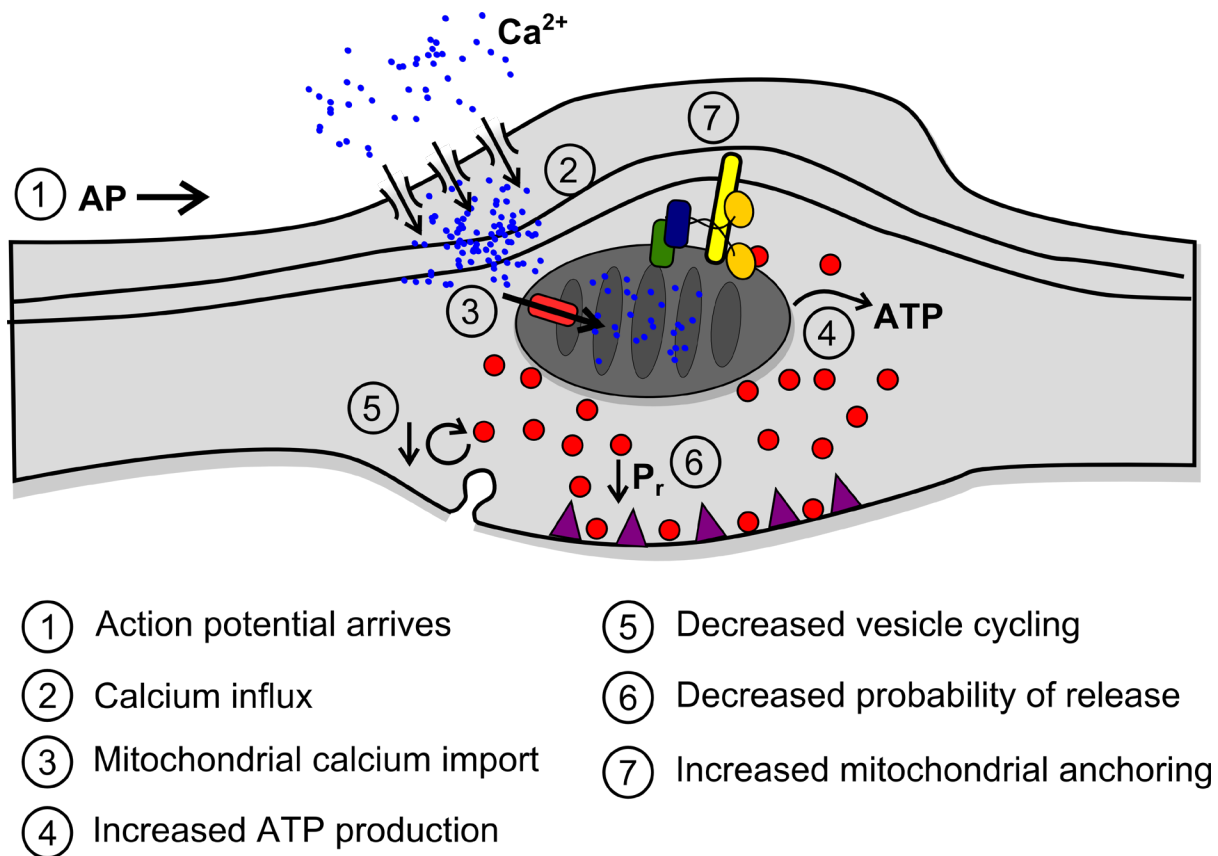 Ca²⁺
7
1 AP
2
3
ATP
4
5
6
Pr
1 Action potential arrives
2 Calcium influx
3 Mitochondrial calcium import
4 Increased ATP production
5 Decreased vesicle cycling
6 Decreased probability of release
7 Increased mitochondrial anchoring